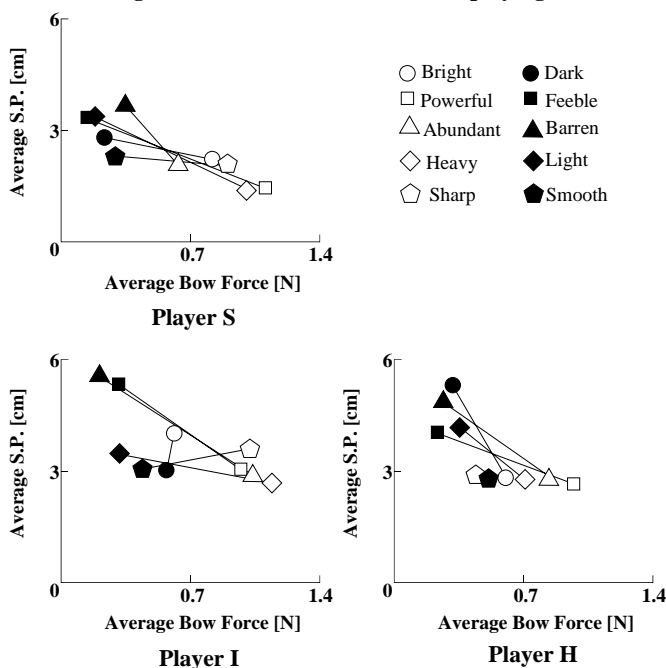 6
3
0
0.7
1.4
Average S.P. [cm]
Average Bow Force [N]
Player S
Bright
Dark
Powerful
Feeble
Abundant
Barren
Heavy
Light
Sharp
Smooth
6
3
0
0.7
1.4
Average S.P. [cm]
Average Bow Force [N]
Player I
6
3
0
0.7
1.4
Average S.P. [cm]
Average Bow Force [N]
Player H